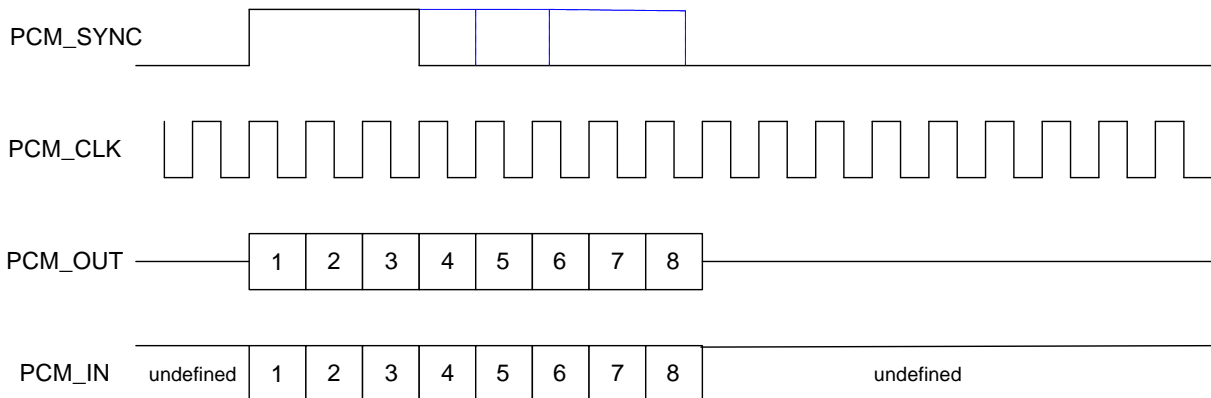 PCM_SYNC
PCM_CLK
PCM_OUT 1 2 3 4 5 6 7 8
PCM_IN undefined 1 2 3 4 5 6 7 8 undefined